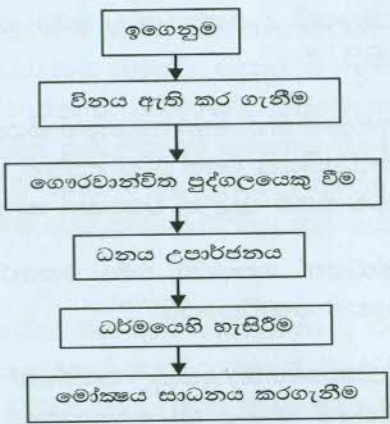 ඉගෙනුම
විනය ඇති කර ගැනීම
ගෞරවාන්විත පුද්ගලයෙකු වීම
ධනය උපාර්ජනය
ධර්මයෙහි හැසිරීම
මෝක්‍ෂය සාධනය කරගැනීම